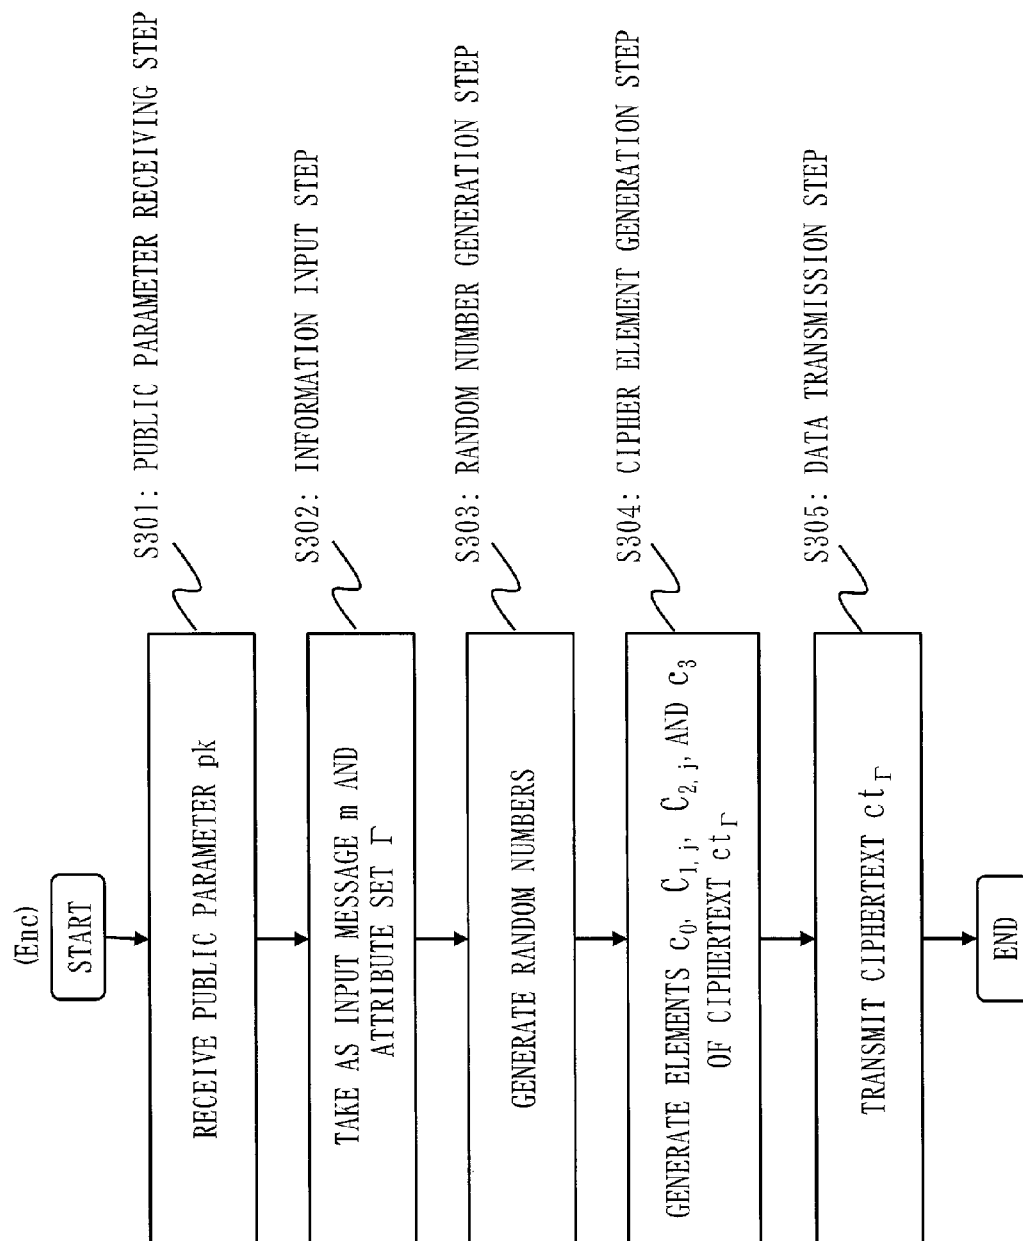 (Enc)
START
RECEIVE PUBLIC PARAMETER pk
S301: PUBLIC PARAMETER RECEIVING STEP
TAKE AS INPUT MESSAGE m AND
ATTRIBUTE SET Γ
S302: INFORMATION INPUT STEP
GENERATE RANDOM NUMBERS
S303: RANDOM NUMBER GENERATION STEP
GENERATE ELEMENTS c₀, C₁,ⱼ, C₂,ⱼ, AND c₃
OF CIPHERTEXT ct_Γ
S304: CIPHER ELEMENT GENERATION STEP
TRANSMIT CIPHERTEXT ct_Γ
S305: DATA TRANSMISSION STEP
END